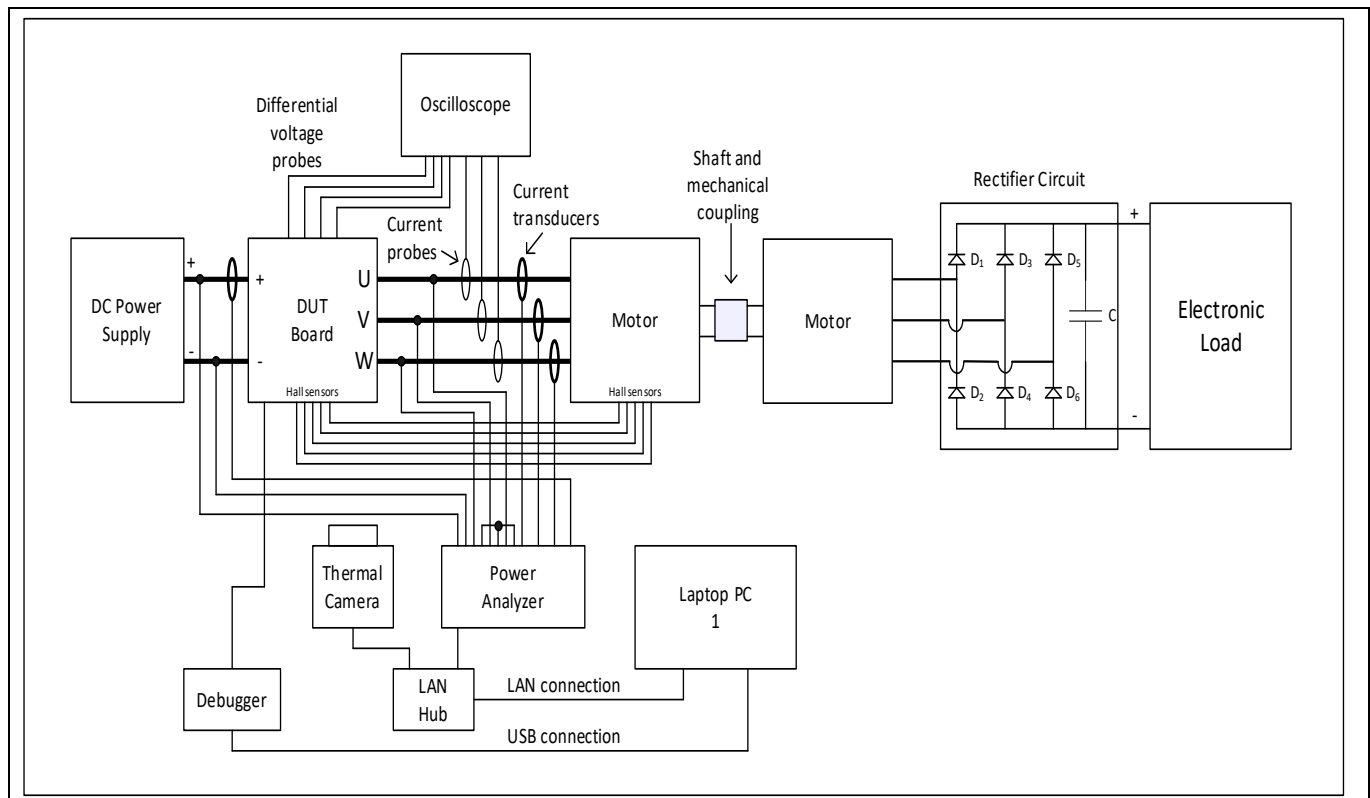 Oscilloscope
Differential
voltage
probes
Current
probes
Current
transducers
Shaft and
mechanical
coupling
Rectifier Circuit
DC Power
Supply
+
-
+
-
DUT
Board
U
V
W
Hall sensors
Motor
Hall sensors
Motor
D1
D3
D5
D2
D4
D6
C
+
-
Electronic
Load
Thermal
Camera
Power
Analyzer
Laptop PC
1
Debugger
LAN
Hub
LAN connection
USB connection